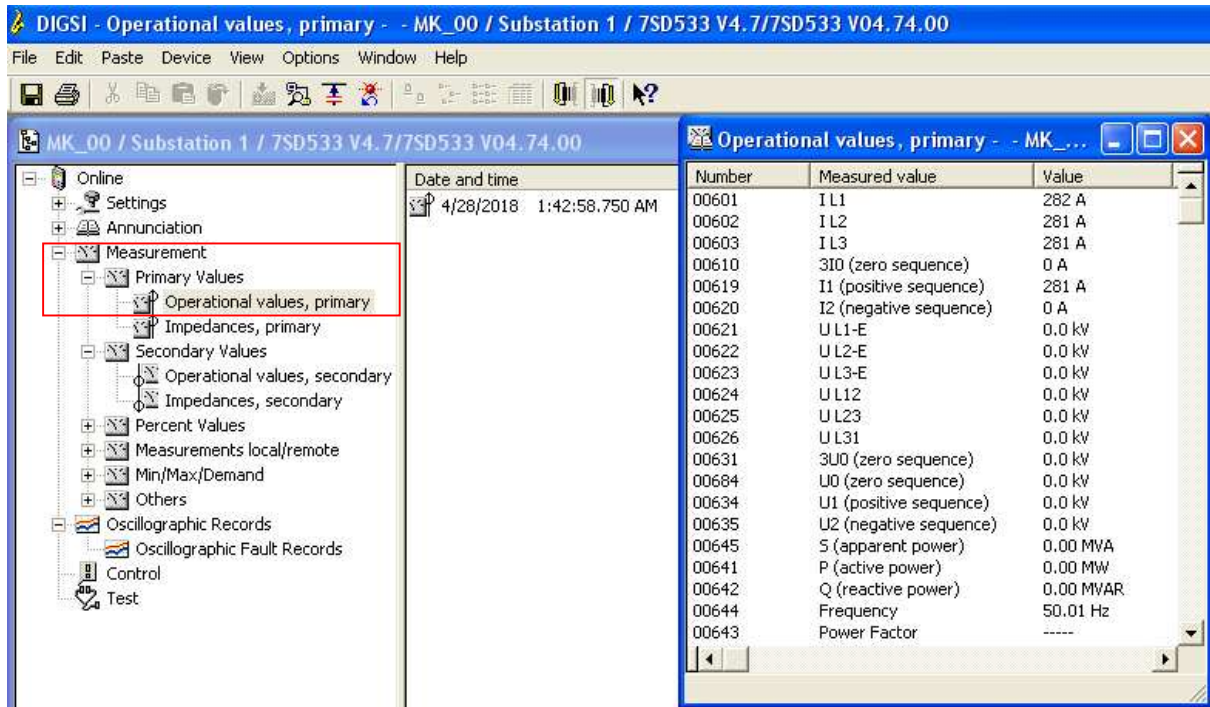 DIGSI - Operational values, primary - - MK_00 / Substation 1 / 7SD533 V4.7/7SD533 V04.74.00
File Edit Paste Device View Options Window Help
MK_00 / Substation 1 / 7SD533 V4.7/7SD533 V04.74.00
Online
Settings
Annunciation
Measurement
Primary Values
Operational values, primary
Impedances, primary
Secondary Values
Operational values, secondary
Impedances, secondary
Percent Values
Measurements local/remote
Min/Max/Demand
Others
Oscillographic Records
Oscillographic Fault Records
Control
Test
Date and time
4/28/2018 1:42:58.750 AM
Operational values, primary - - MK_...
Number Measured value Value
00601 I L1 282 A
00602 I L2 281 A
00603 I L3 281 A
00610 3I0 (zero sequence) 0 A
00619 I1 (positive sequence) 281 A
00620 I2 (negative sequence) 0 A
00621 U L1-E 0.0 kV
00622 U L2-E 0.0 kV
00623 U L3-E 0.0 kV
00624 U L12 0.0 kV
00625 U L23 0.0 kV
00626 U L31 0.0 kV
00631 3U0 (zero sequence) 0.0 kV
00684 U0 (zero sequence) 0.0 kV
00634 U1 (positive sequence) 0.0 kV
00635 U2 (negative sequence) 0.0 kV
00645 S (apparent power) 0.00 MVA
00641 P (active power) 0.00 MW
00642 Q (reactive power) 0.00 MVAR
00644 Frequency 50.01 Hz
00643 Power Factor -----